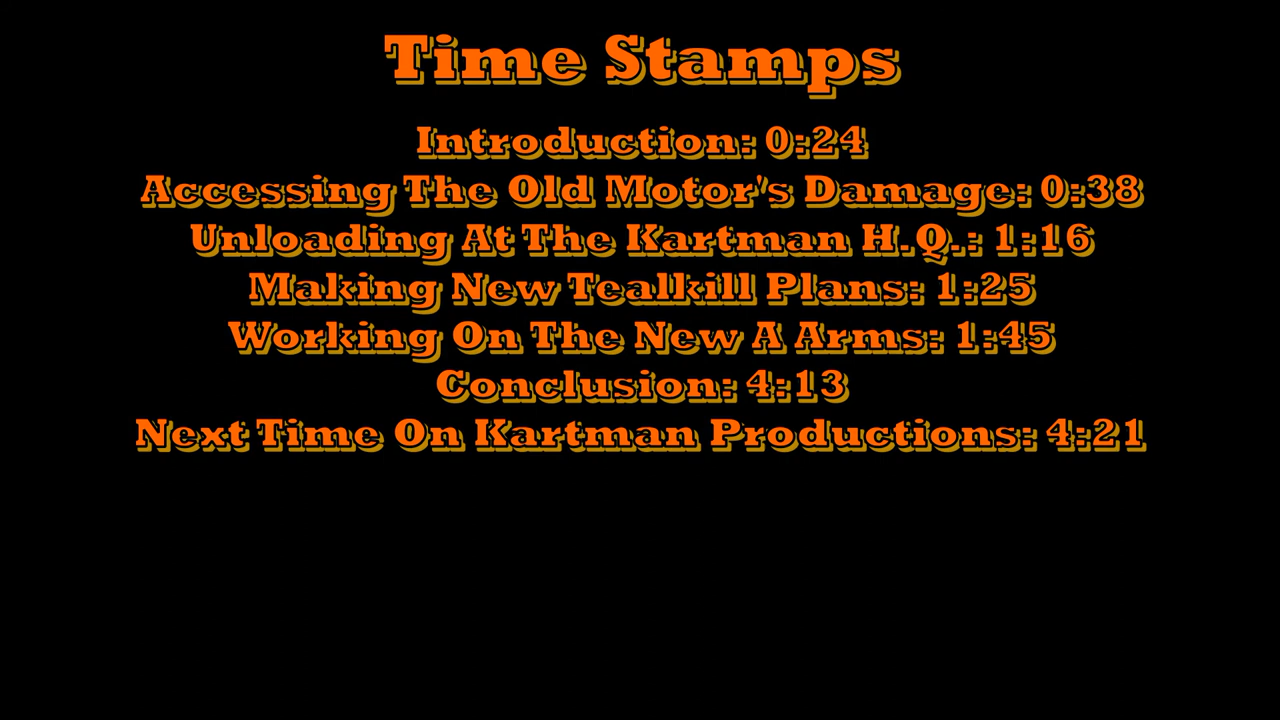 Time Stamps
Introduction: 0:24
Accessing The Old Motor's Damage: 0:38
Unloading At The Kartman H.Q.: 1:16
Making New Tealkill Plans: 1:25
Working On The New A Arms: 1:45
Conclusion: 4:13
Next Time On Kartman Productions: 4:21